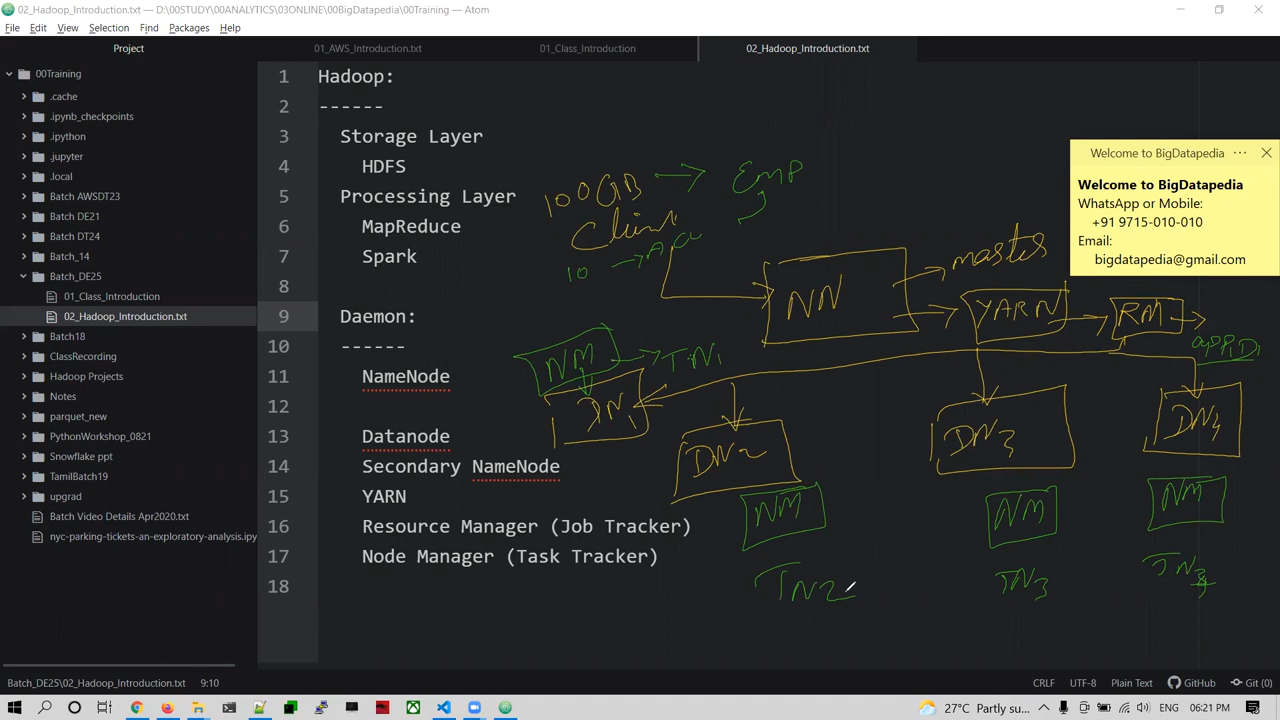 02_Hadoop_Introduction.txt — D:\00STUDY\00ANALYTICS\03ONLINE\00BigDatapedia\00Training — Atom
File Edit View Selection Find Packages Help
Project
01_AWS_Introduction.txt 01_Class_Introduction 02_Hadoop_Introduction.txt
00Training
.cache
.ipynb_checkpoints
.ipython
.jupyter
.local
Batch AWSDT23
Batch DE21
Batch DT24
Batch_14
Batch_DE25
01_Class_Introduction
02_Hadoop_Introduction.txt
Batch18
ClassRecording
Hadoop Projects
Notes
parquet_new
PythonWorkshop_0821
Snowflake ppt
TamilBatch19
upgrad
Batch Video Details Apr2020.txt
nyc-parking-tickets-an-exploratory-analysis.ipy
1 Hadoop:
2 ------
3 Storage Layer
4 HDFS
5 Processing Layer
6 MapReduce
7 Spark
8
9 Daemon:
10 ------
11 NameNode
12
13 Datanode
14 Secondary NameNode
15 YARN
16 Resource Manager (Job Tracker)
17 Node Manager (Task Tracker)
18
100GB EMP
Client
10
NN master
YARN RM
appID1
NM TN1
DN1 DN2 DN3 DN4
NM NM NM
TN2 TN3
Welcome to BigDatapedia
Welcome to BigDatapedia
WhatsApp or Mobile:
+91 9715-010-010
Email:
bigdatapedia@gmail.com
Batch_DE25\02_Hadoop_Introduction.txt 9:10 CRLF UTF-8 Plain Text GitHub Git (0)
27°C Partly su... ENG 06:21 PM 7